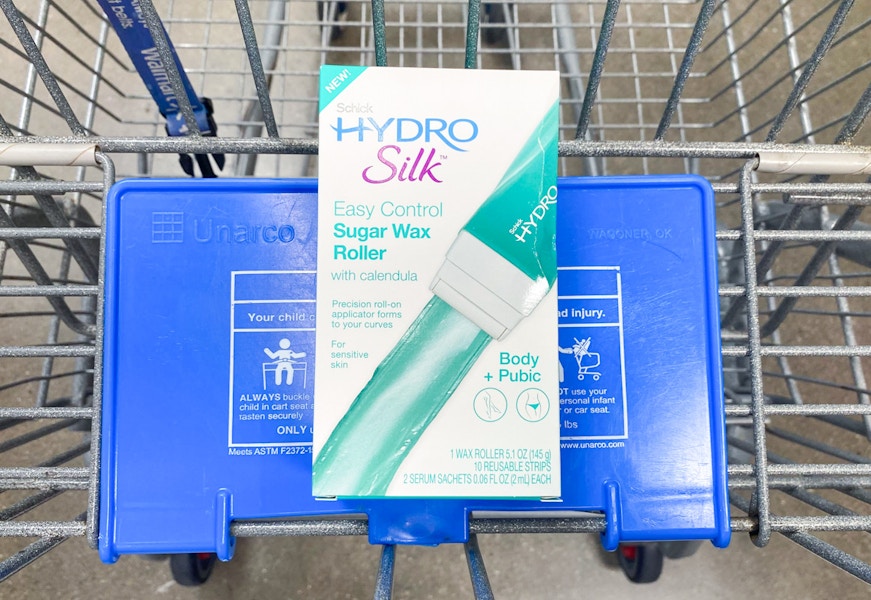 t belts
Walmart
NEW!
Schick
HYDRO
Silk™
Easy Control
Sugar Wax
Roller
with calendula
Precision roll-on
applicator forms
to your curves
For
sensitive
skin
Schick
HYDRO
Body
+ Pubic
1 WAX ROLLER 5.1 OZ (145 g)
10 REUSABLE STRIPS
2 SERUM SACHETS 0.06 FL OZ (2 mL) EACH
Unarco
WAGONER, OK
Your child c
ALWAYS buckle
child in cart seat a
fasten securely
ONLY
Meets ASTM F2372-1
ad injury.
OT use your
ersonal infant
or car seat.
lbs
www.unarco.com